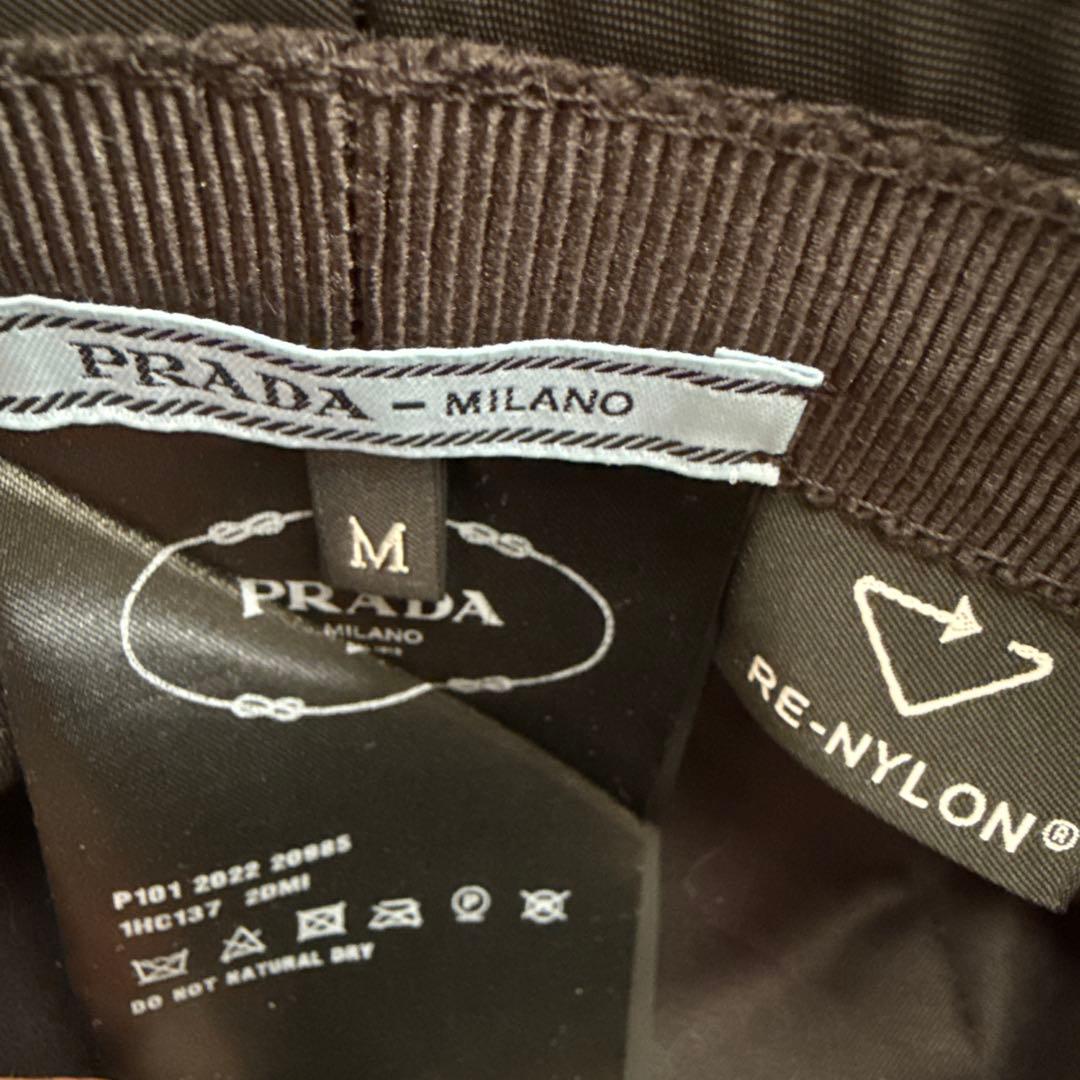 PRADA – MILANO
M
PRADA
MILANO
RE-NYLON®
P101 2022 20985
1HC137 2DMI
P
DO NOT NATURAL DRY